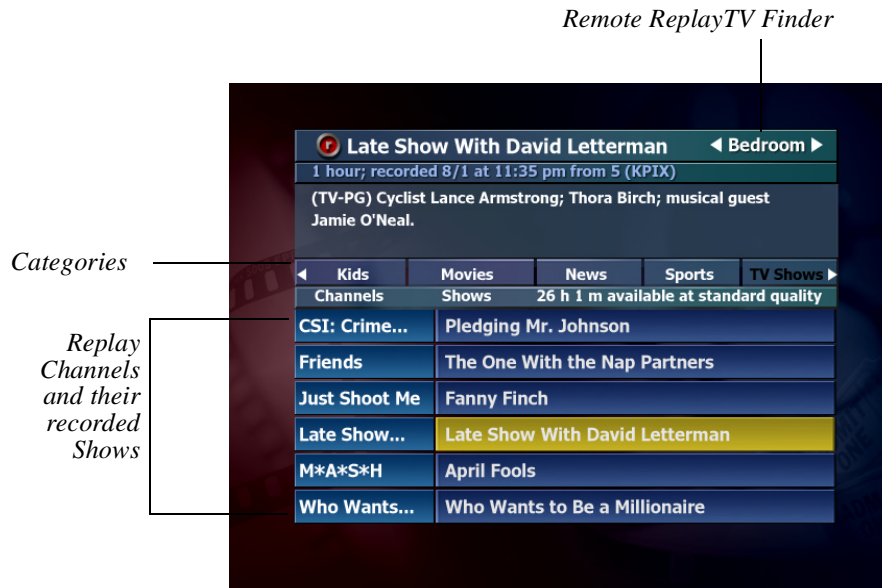 Remote ReplayTV Finder
r Late Show With David Letterman ◀ Bedroom ▶
1 hour; recorded 8/1 at 11:35 pm from 5 (KPIX)
(TV-PG) Cyclist Lance Armstrong; Thora Birch; musical guest
Jamie O'Neal.
Categories
◀ Kids Movies News Sports TV Shows ▶
Channels Shows 26 h 1 m available at standard quality
Replay
Channels
and their
recorded
Shows
CSI: Crime... Pledging Mr. Johnson
Friends The One With the Nap Partners
Just Shoot Me Fanny Finch
Late Show... Late Show With David Letterman
M*A*S*H April Fools
Who Wants... Who Wants to Be a Millionaire